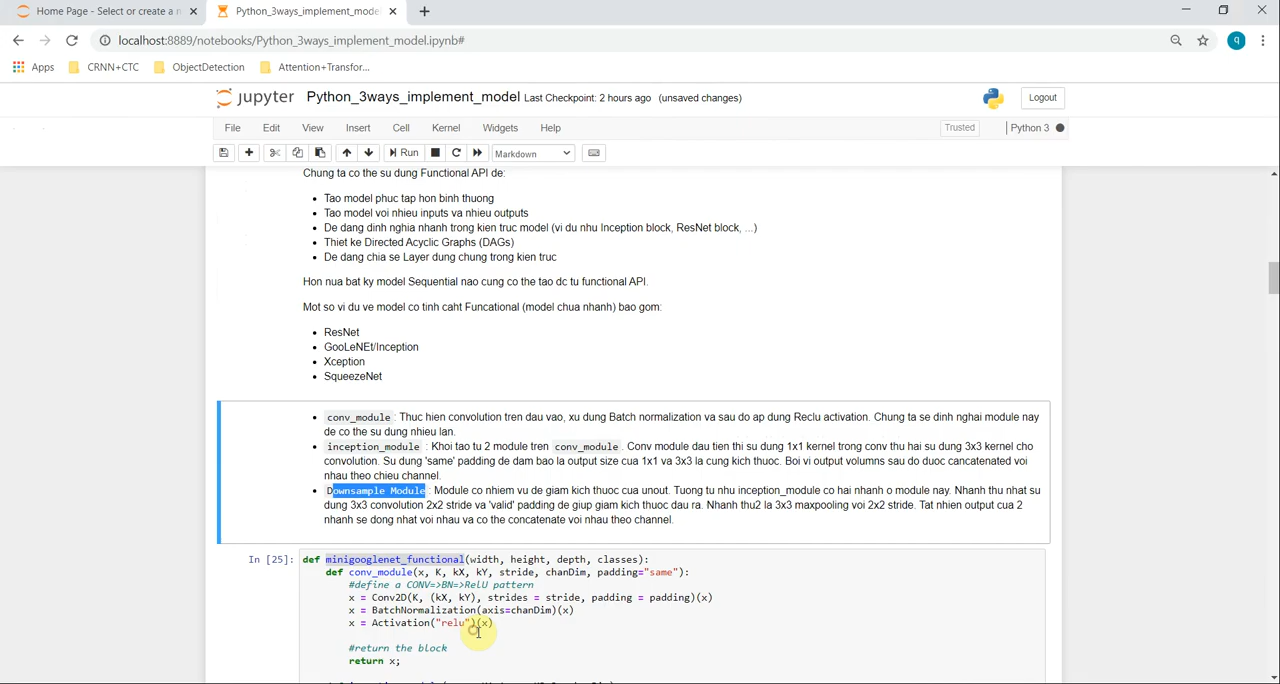 Home Page - Select or create a n
Python_3ways_implement_mode
localhost:8889/notebooks/Python_3ways_implement_model.ipynb#
q
Apps CRNN+CTC ObjectDetection Attention+Transfor...
jupyter Python_3ways_implement_model Last Checkpoint: 2 hours ago (unsaved changes) Logout
File Edit View Insert Cell Kernel Widgets Help Trusted Python 3
Run Markdown
Chung ta co the su dung Functional API de:
Tao model phuc tap hon binh thuong
Tao model voi nhieu inputs va nhieu outputs
De dang dinh nghia nhanh trong kien truc model (vi du nhu Inception block, ResNet block, ...)
Thiet ke Directed Acyclic Graphs (DAGs)
De dang chia se Layer dung chung trong kien truc
Hon nua bat ky model Sequential nao cung co the tao dc tu functional API.
Mot so vi du ve model co tinh caht Funcational (model chua nhanh) bao gom:
ResNet
GooLeNEt/Inception
Xception
SqueezeNet
conv_module : Thuc hien convolution tren dau vao, xu dung Batch normalization va sau do ap dung Reclu activation. Chung ta se dinh nghai module nay
de co the su dung nhieu lan.
inception_module : Khoi tao tu 2 module tren conv_module . Conv module dau tien thi su dung 1x1 kernel trong conv thu hai su dung 3x3 kernel cho
convolution. Su dung 'same' padding de dam bao la output size cua 1x1 va 3x3 la cung kich thuoc. Boi vi output volumns sau do duoc cancatenated voi
nhau theo chieu channel.
Downsample Module : Module co nhiem vu de giam kich thuoc cua unout. Tuong tu nhu inception_module co hai nhanh o module nay. Nhanh thu nhat su
dung 3x3 convolution 2x2 stride va 'valid' padding de giup giam kich thuoc dau ra. Nhanh thu2 la 3x3 maxpooling voi 2x2 stride. Tat nhien output cua 2
nhanh se dong nhat voi nhau va co the concatenate voi nhau theo channel.
In [25]: def minigooglenet_functional(width, height, depth, classes):
def conv_module(x, K, kX, kY, stride, chanDim, padding="same"):
#define a CONV=>BN=>RelU pattern
x = Conv2D(K, (kX, kY), strides = stride, padding = padding)(x)
x = BatchNormalization(axis=chanDim)(x)
x = Activation("relu")(x)
#return the block
return x;